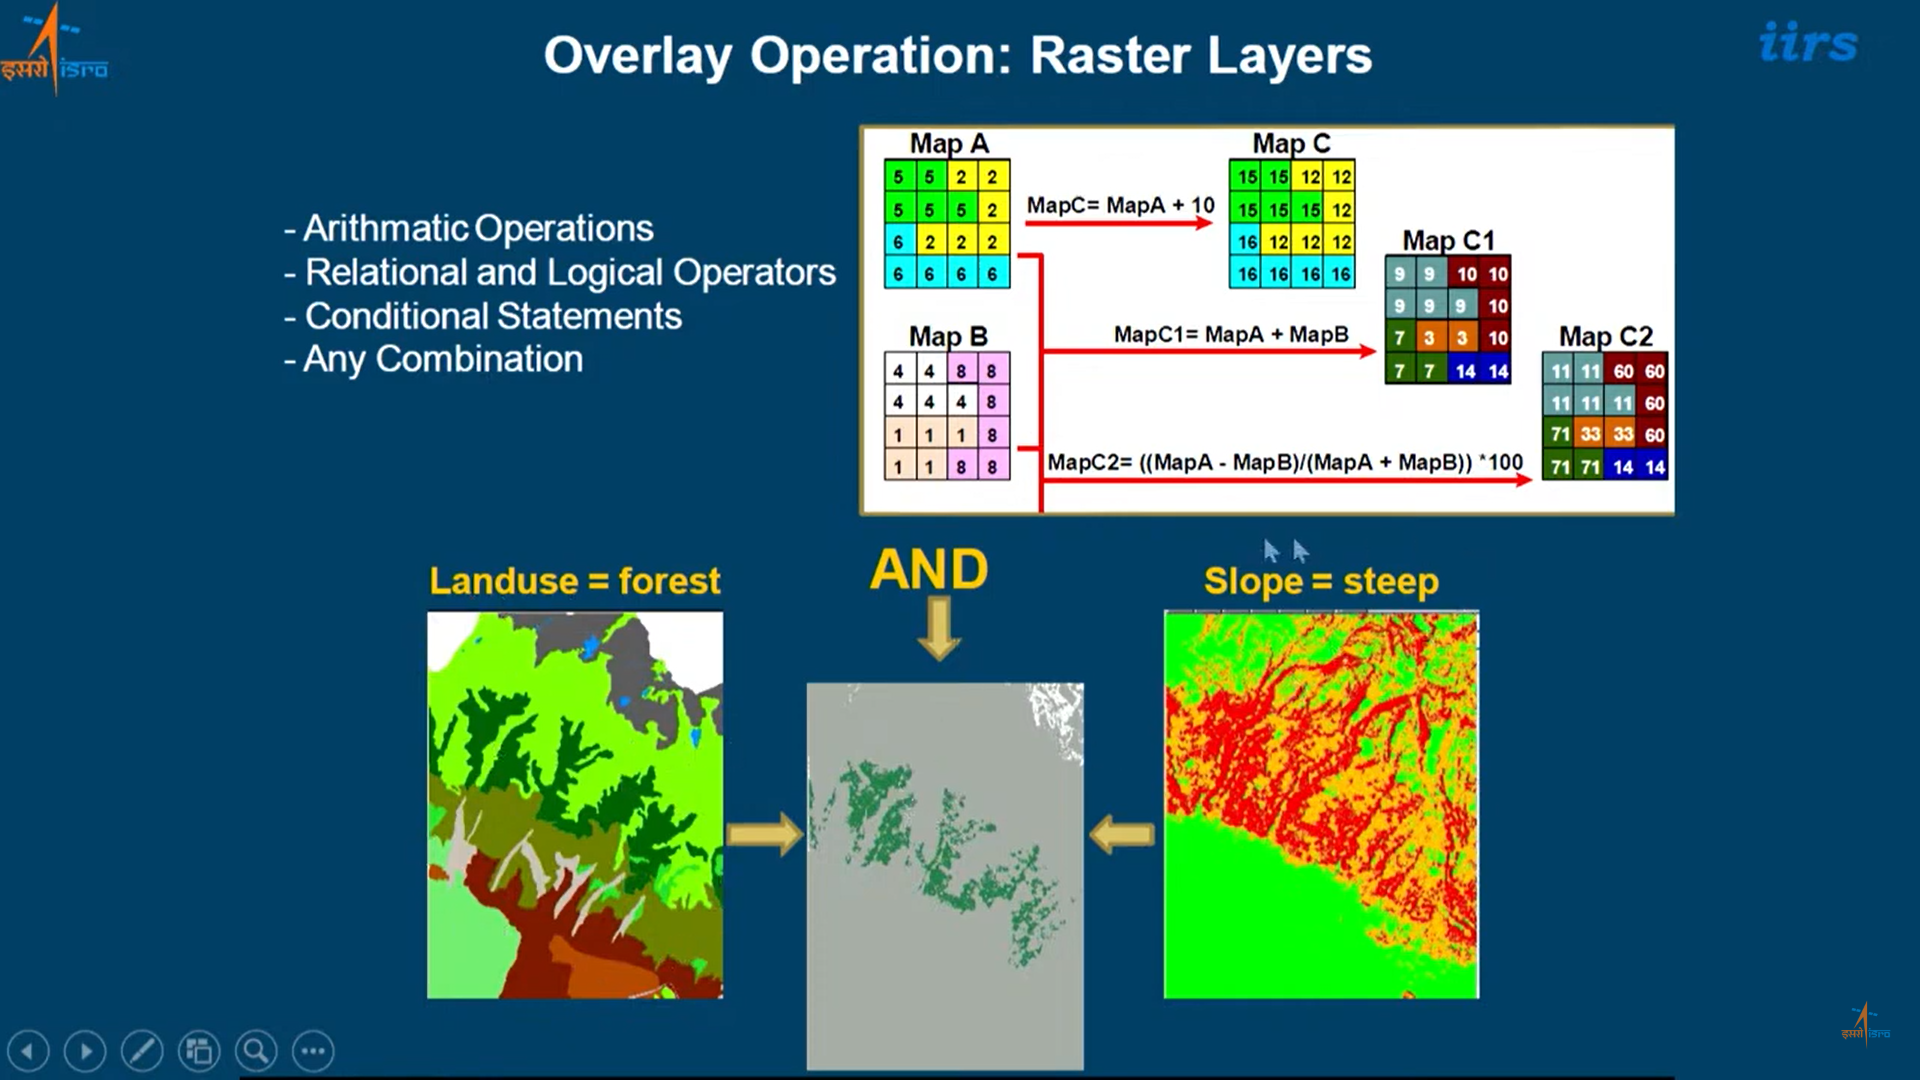 Overlay Operation: Raster Layers
इसरो isro
iirs
- Arithmatic Operations
- Relational and Logical Operators
- Conditional Statements
- Any Combination
Map A
5 5 2 2
5 5 5 2
6 2 2 2
6 6 6 6
MapC= MapA + 10
Map C
15 15 12 12
15 15 15 12
16 12 12 12
16 16 16 16
Map B
4 4 8 8
4 4 4 8
1 1 1 8
1 1 8 8
MapC1= MapA + MapB
Map C1
9 9 10 10
9 9 9 10
7 3 3 10
7 7 14 14
MapC2= ((MapA - MapB)/(MapA + MapB)) *100
Map C2
11 11 60 60
11 11 11 60
71 33 33 60
71 71 14 14
Landuse = forest
AND
Slope = steep
इसरो isro